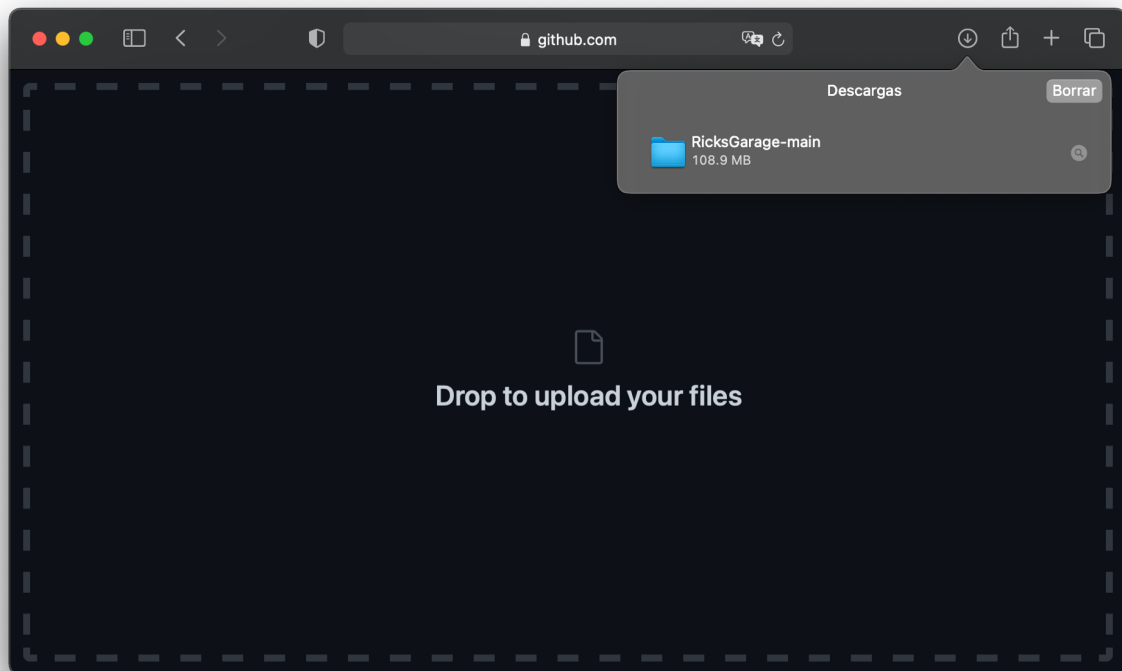 github.com
Descargas
Borrar
RicksGarage-main
108.9 MB
Drop to upload your files